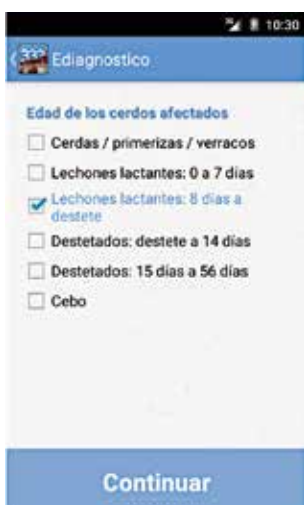 10:30
333 Ediagnostico
Edad de los cerdos afectados
Cerdas / primerizas / verracos
Lechones lactantes: 0 a 7 días
Lechones lactantes: 8 días a
destete
Destetados: destete a 14 días
Destetados: 15 días a 56 días
Cebo
Continuar